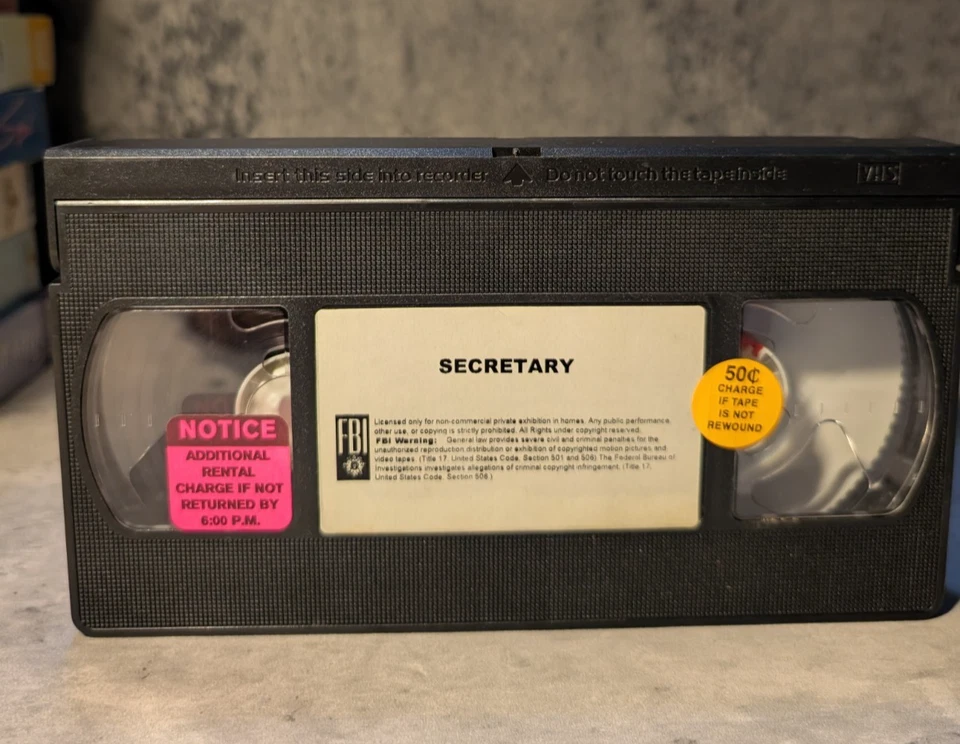 Insert this side into recorder Do not touch the tape inside VHS
SECRETARY
FBI
Licensed only for non-commercial private exhibition in homes. Any public performance,
other use, or copying is strictly prohibited. All Rights under copyright reserved.
FBI Warning: General law provides severe civil and criminal penalties for the
unauthorized reproduction distribution or exhibition of copyrighted motion pictures and
video tapes. (Title 17, United States Code, Section 501 and 506) The Federal Bureau of
Investigations investigates allegations of criminal copyright infringement. (Title 17,
United States Code, Section 506.)
NOTICE
ADDITIONAL
RENTAL
CHARGE IF NOT
RETURNED BY
6:00 P.M.
50¢
CHARGE
IF TAPE
IS NOT
REWOUND